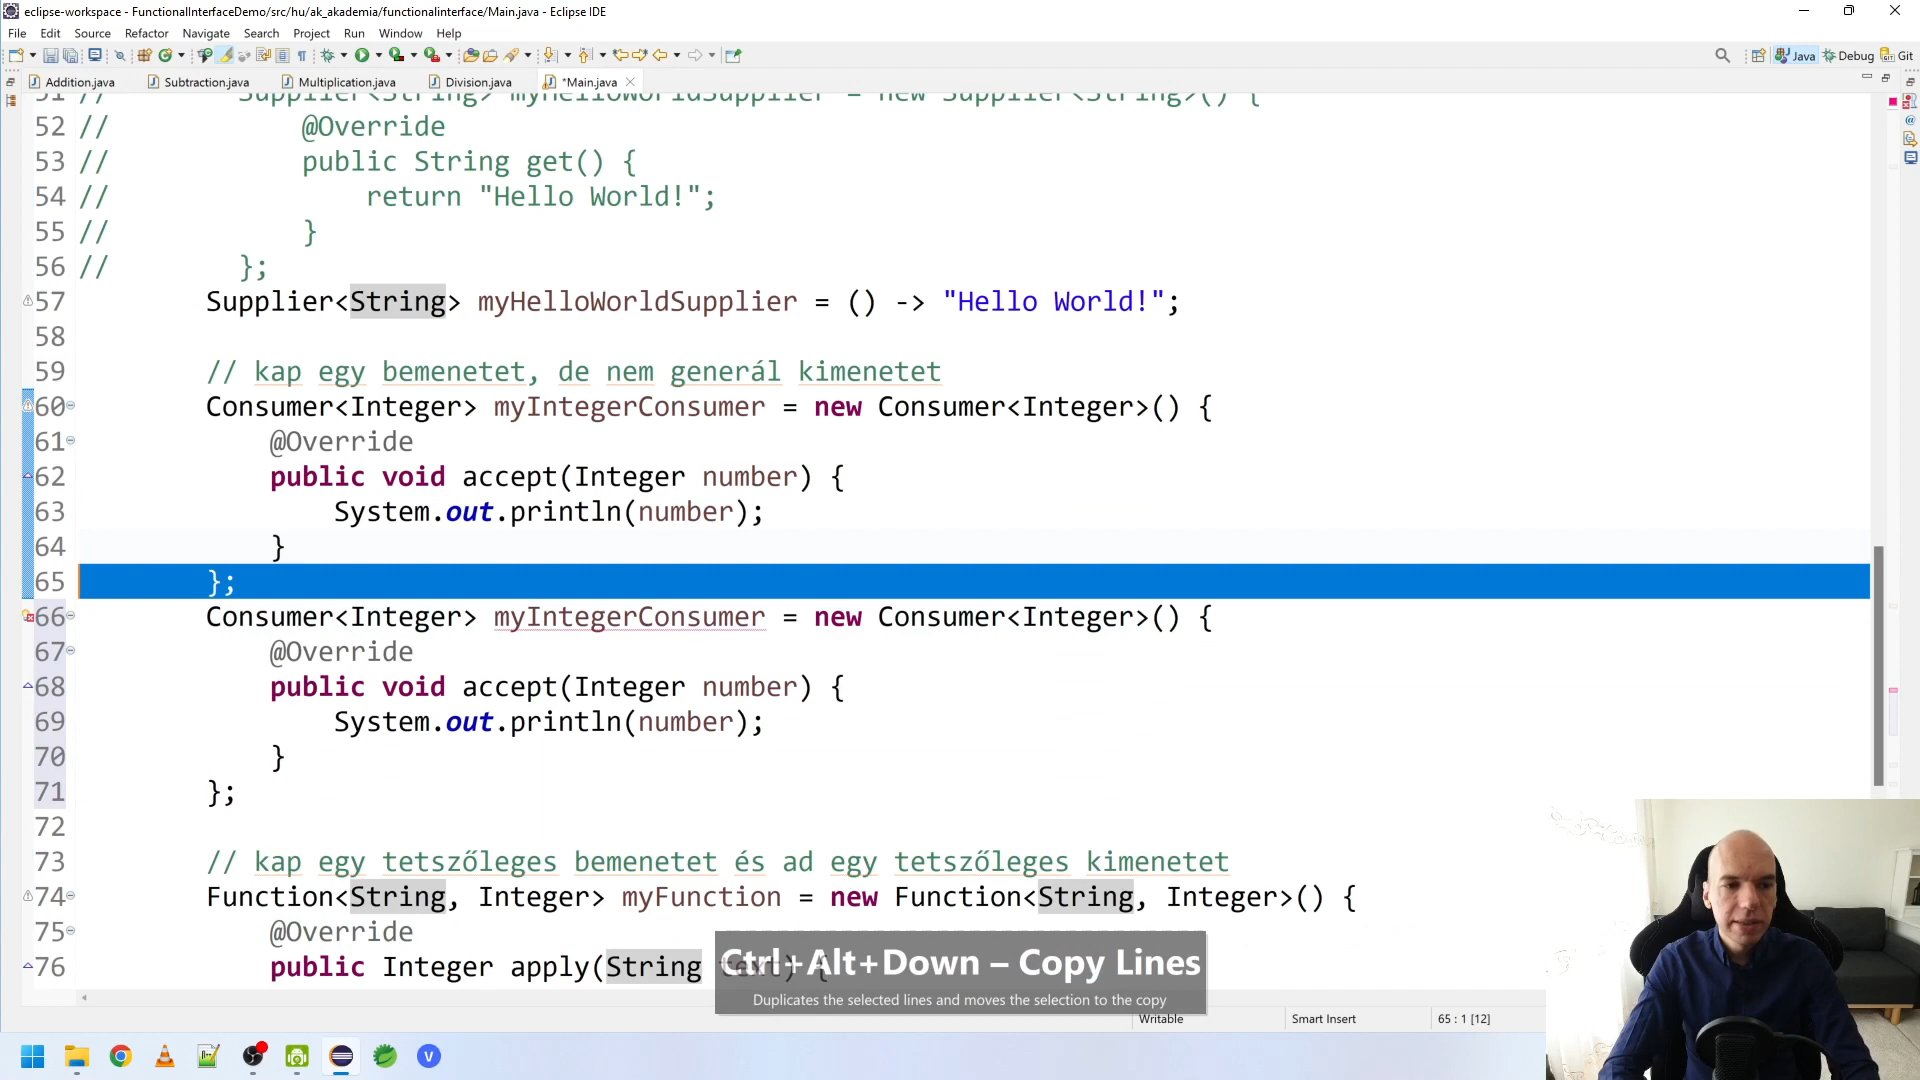 eclipse-workspace - FunctionalInterfaceDemo/src/hu/ak_akademia/functionalinterface/Main.java - Eclipse IDE
File Edit Source Refactor Navigate Search Project Run Window Help
Java Debug Git
Addition.java Subtraction.java Multiplication.java Division.java *Main.java
51 // Supplier<String> myHelloWorldSupplier = new Supplier<String>() {
52 // @Override
53 // public String get() {
54 // return "Hello World!";
55 // }
56 // };
57 Supplier<String> myHelloWorldSupplier = () -> "Hello World!";
58
59 // kap egy bemenetet, de nem generál kimenetet
60 Consumer<Integer> myIntegerConsumer = new Consumer<Integer>() {
61 @Override
62 public void accept(Integer number) {
63 System.out.println(number);
64 }
65 };
66 Consumer<Integer> myIntegerConsumer = new Consumer<Integer>() {
67 @Override
68 public void accept(Integer number) {
69 System.out.println(number);
70 }
71 };
72
73 // kap egy tetszőleges bemenetet és ad egy tetszőleges kimenetet
74 Function<String, Integer> myFunction = new Function<String, Integer>() {
75 @Override
76 public Integer apply(String text) {
Ctrl+Alt+Down – Copy Lines
Duplicates the selected lines and moves the selection to the copy
Writable Smart Insert 65 : 1 [12]
V